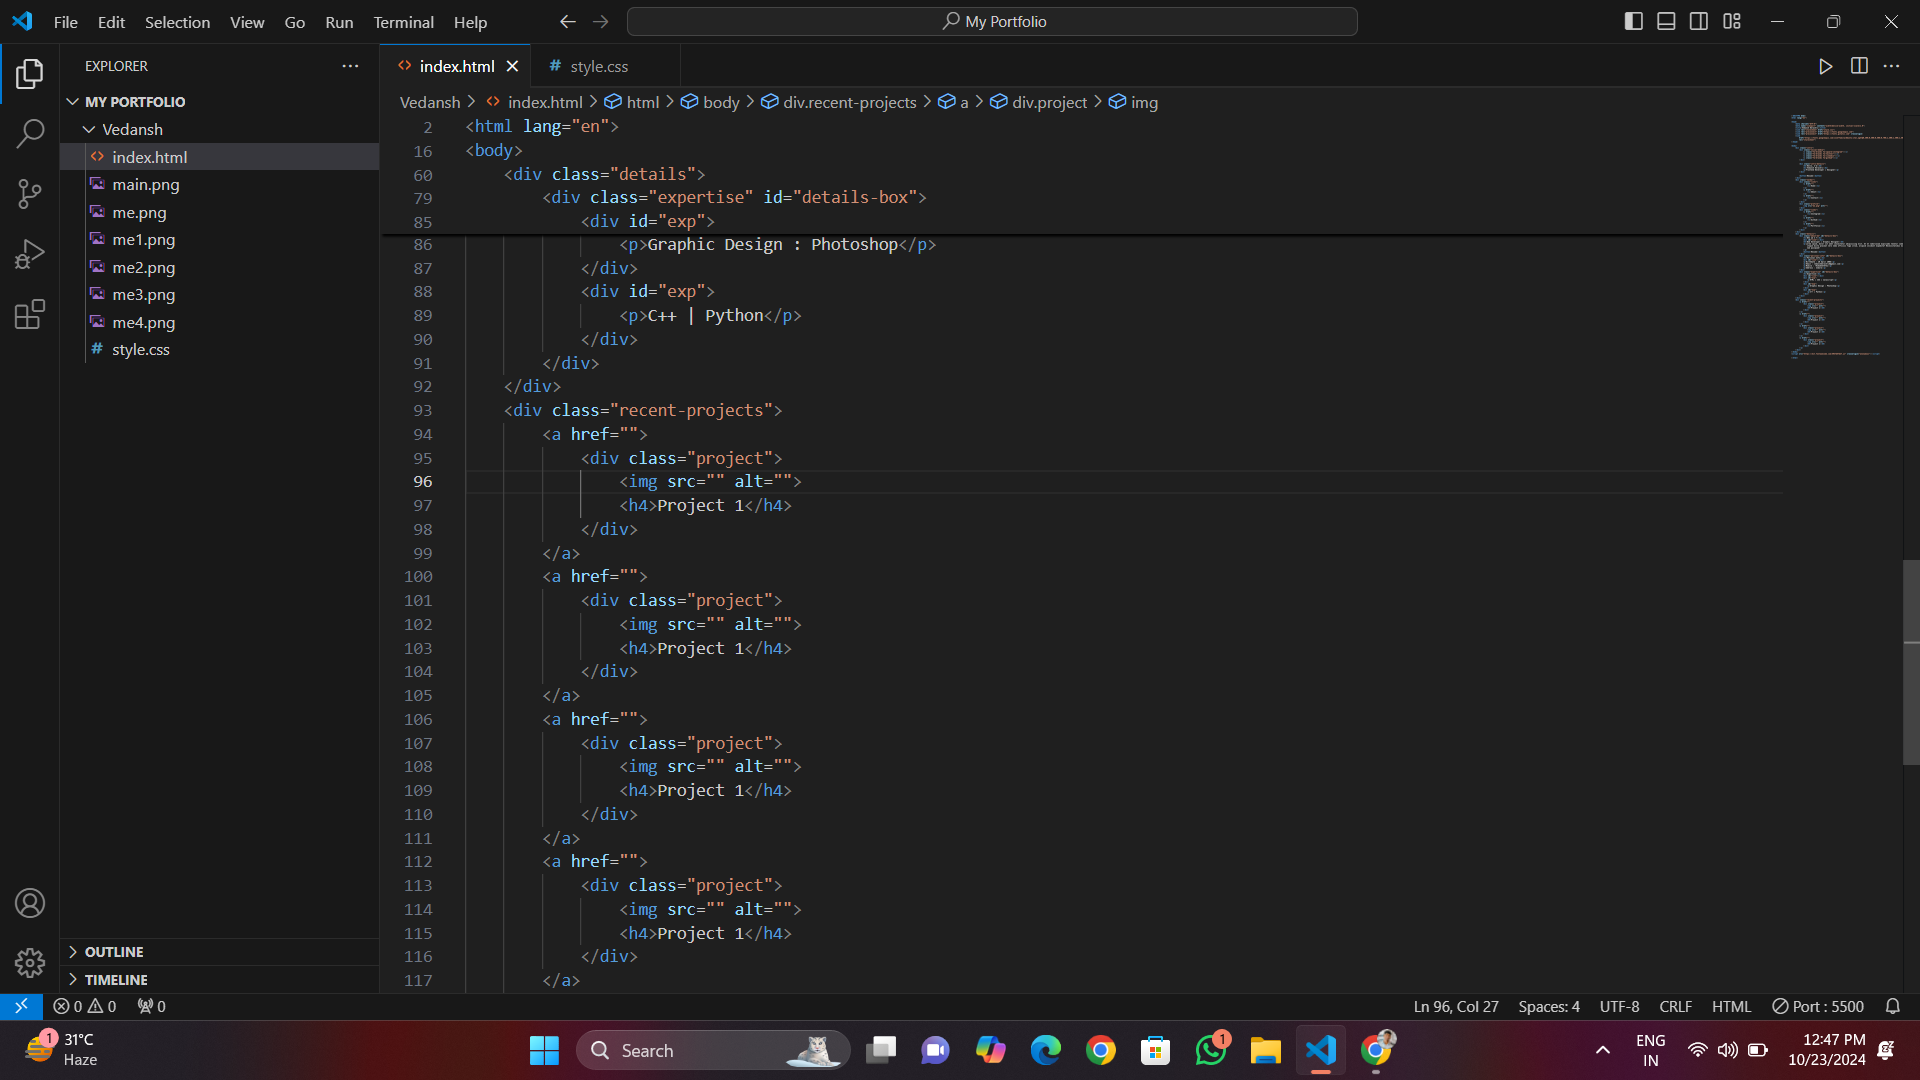 File Edit Selection View Go Run Terminal Help
My Portfolio
EXPLORER
MY PORTFOLIO
Vedansh
index.html
main.png
me.png
me1.png
me2.png
me3.png
me4.png
style.css
OUTLINE
TIMELINE
index.html
style.css
Vedansh > index.html > html > body > div.recent-projects > a > div.project > img
2 <html lang="en">
16 <body>
60 <div class="details">
79 <div class="expertise" id="details-box">
85 <div id="exp">
86 <p>Graphic Design : Photoshop</p>
87 </div>
88 <div id="exp">
89 <p>C++ | Python</p>
90 </div>
91 </div>
92 </div>
93 <div class="recent-projects">
94 <a href="">
95 <div class="project">
96 <img src="" alt="">
97 <h4>Project 1</h4>
98 </div>
99 </a>
100 <a href="">
101 <div class="project">
102 <img src="" alt="">
103 <h4>Project 1</h4>
104 </div>
105 </a>
106 <a href="">
107 <div class="project">
108 <img src="" alt="">
109 <h4>Project 1</h4>
110 </div>
111 </a>
112 <a href="">
113 <div class="project">
114 <img src="" alt="">
115 <h4>Project 1</h4>
116 </div>
117 </a>
0 0 0
Ln 96, Col 27 Spaces: 4 UTF-8 CRLF HTML Port : 5500
1
31°C
Haze
Search
1
ENG
IN
12:47 PM
10/23/2024